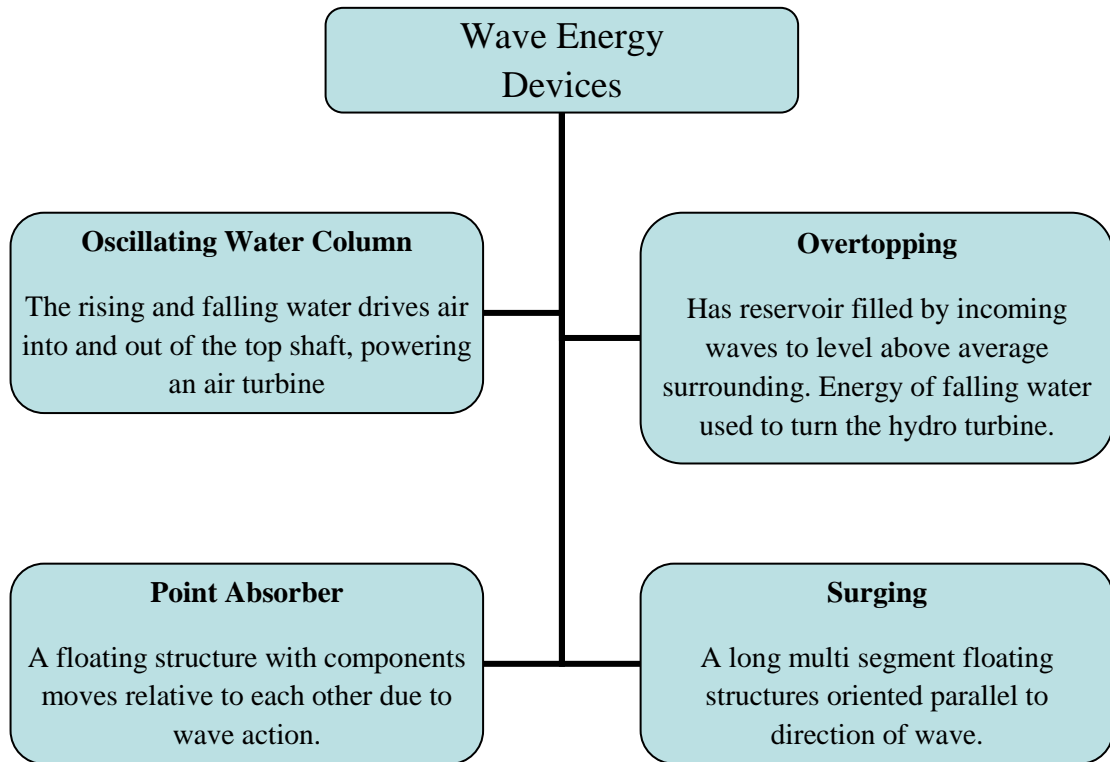 Wave Energy
Devices
Oscillating Water Column
The rising and falling water drives air
into and out of the top shaft, powering
an air turbine
Overtopping
Has reservoir filled by incoming
waves to level above average
surrounding. Energy of falling water
used to turn the hydro turbine.
Point Absorber
A floating structure with components
moves relative to each other due to
wave action.
Surging
A long multi segment floating
structures oriented parallel to
direction of wave.